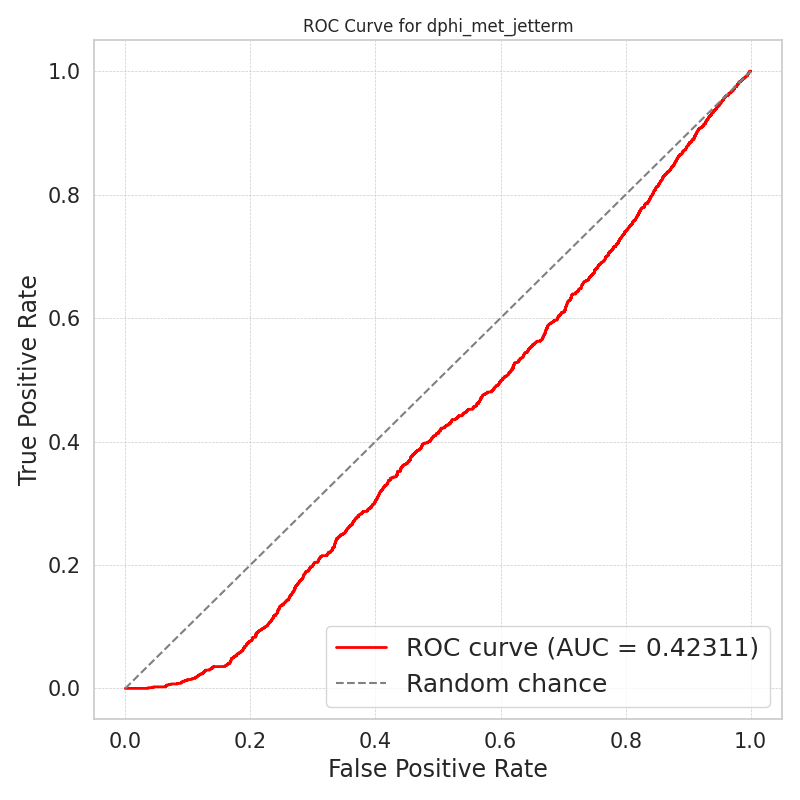 ROC Curve for dphi_met_jetterm
1.0
0.8
0.6
0.4
0.2
0.0
True Positive Rate
ROC curve (AUC = 0.42311)
Random chance
0.0 0.2 0.4 0.6 0.8 1.0
False Positive Rate